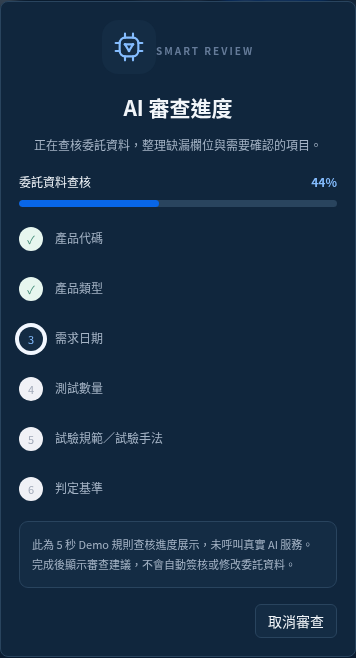 SMART REVIEW
AI 審查進度
正在查核委託資料，整理缺漏欄位與需要確認的項目。
委託資料查核 44%
✓ 產品代碼
✓ 產品類型
3 需求日期
4 測試數量
5 試驗規範／試驗手法
6 判定基準
此為 5 秒 Demo 規則查核進度展示，未呼叫真實 AI 服務。
完成後顯示審查建議，不會自動簽核或修改委託資料。
取消審查